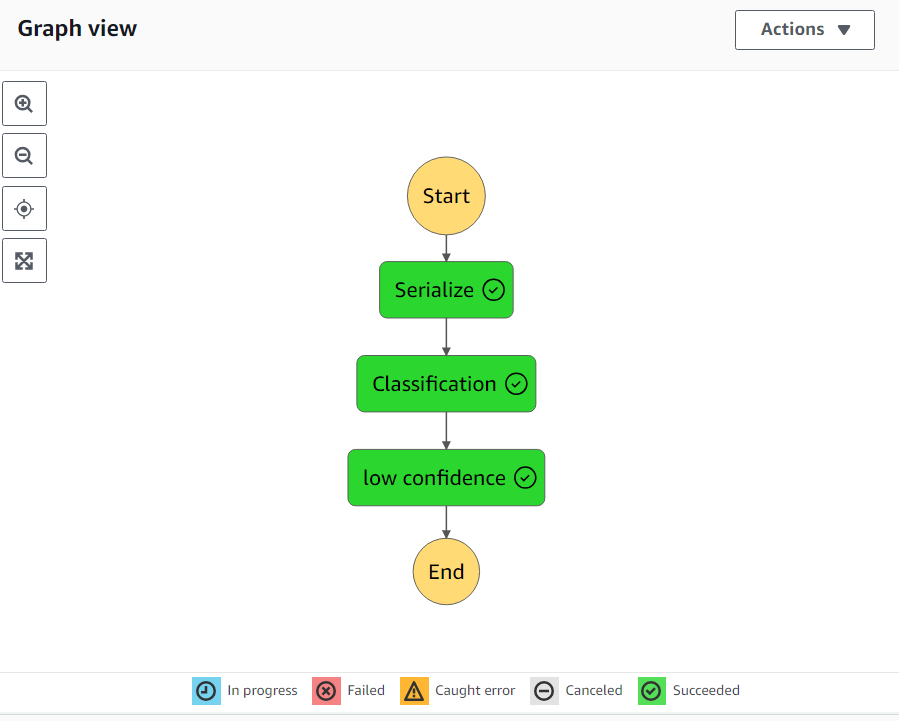 Graph view
Actions
Start
Serialize
Classification
low confidence
End
In progress Failed Caught error Canceled Succeeded